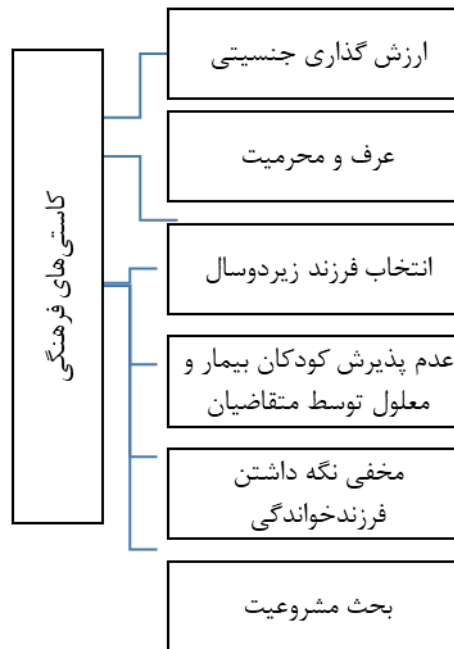 کاستی‌های فرهنگی
ارزش گذاری جنسیتی
عرف و محرمیت
انتخاب فرزند زیردوسال
عدم پذیرش کودکان بیمار و
معلول توسط متقاضیان
مخفی نگه داشتن
فرزندخواندگی
بحث مشروعیت